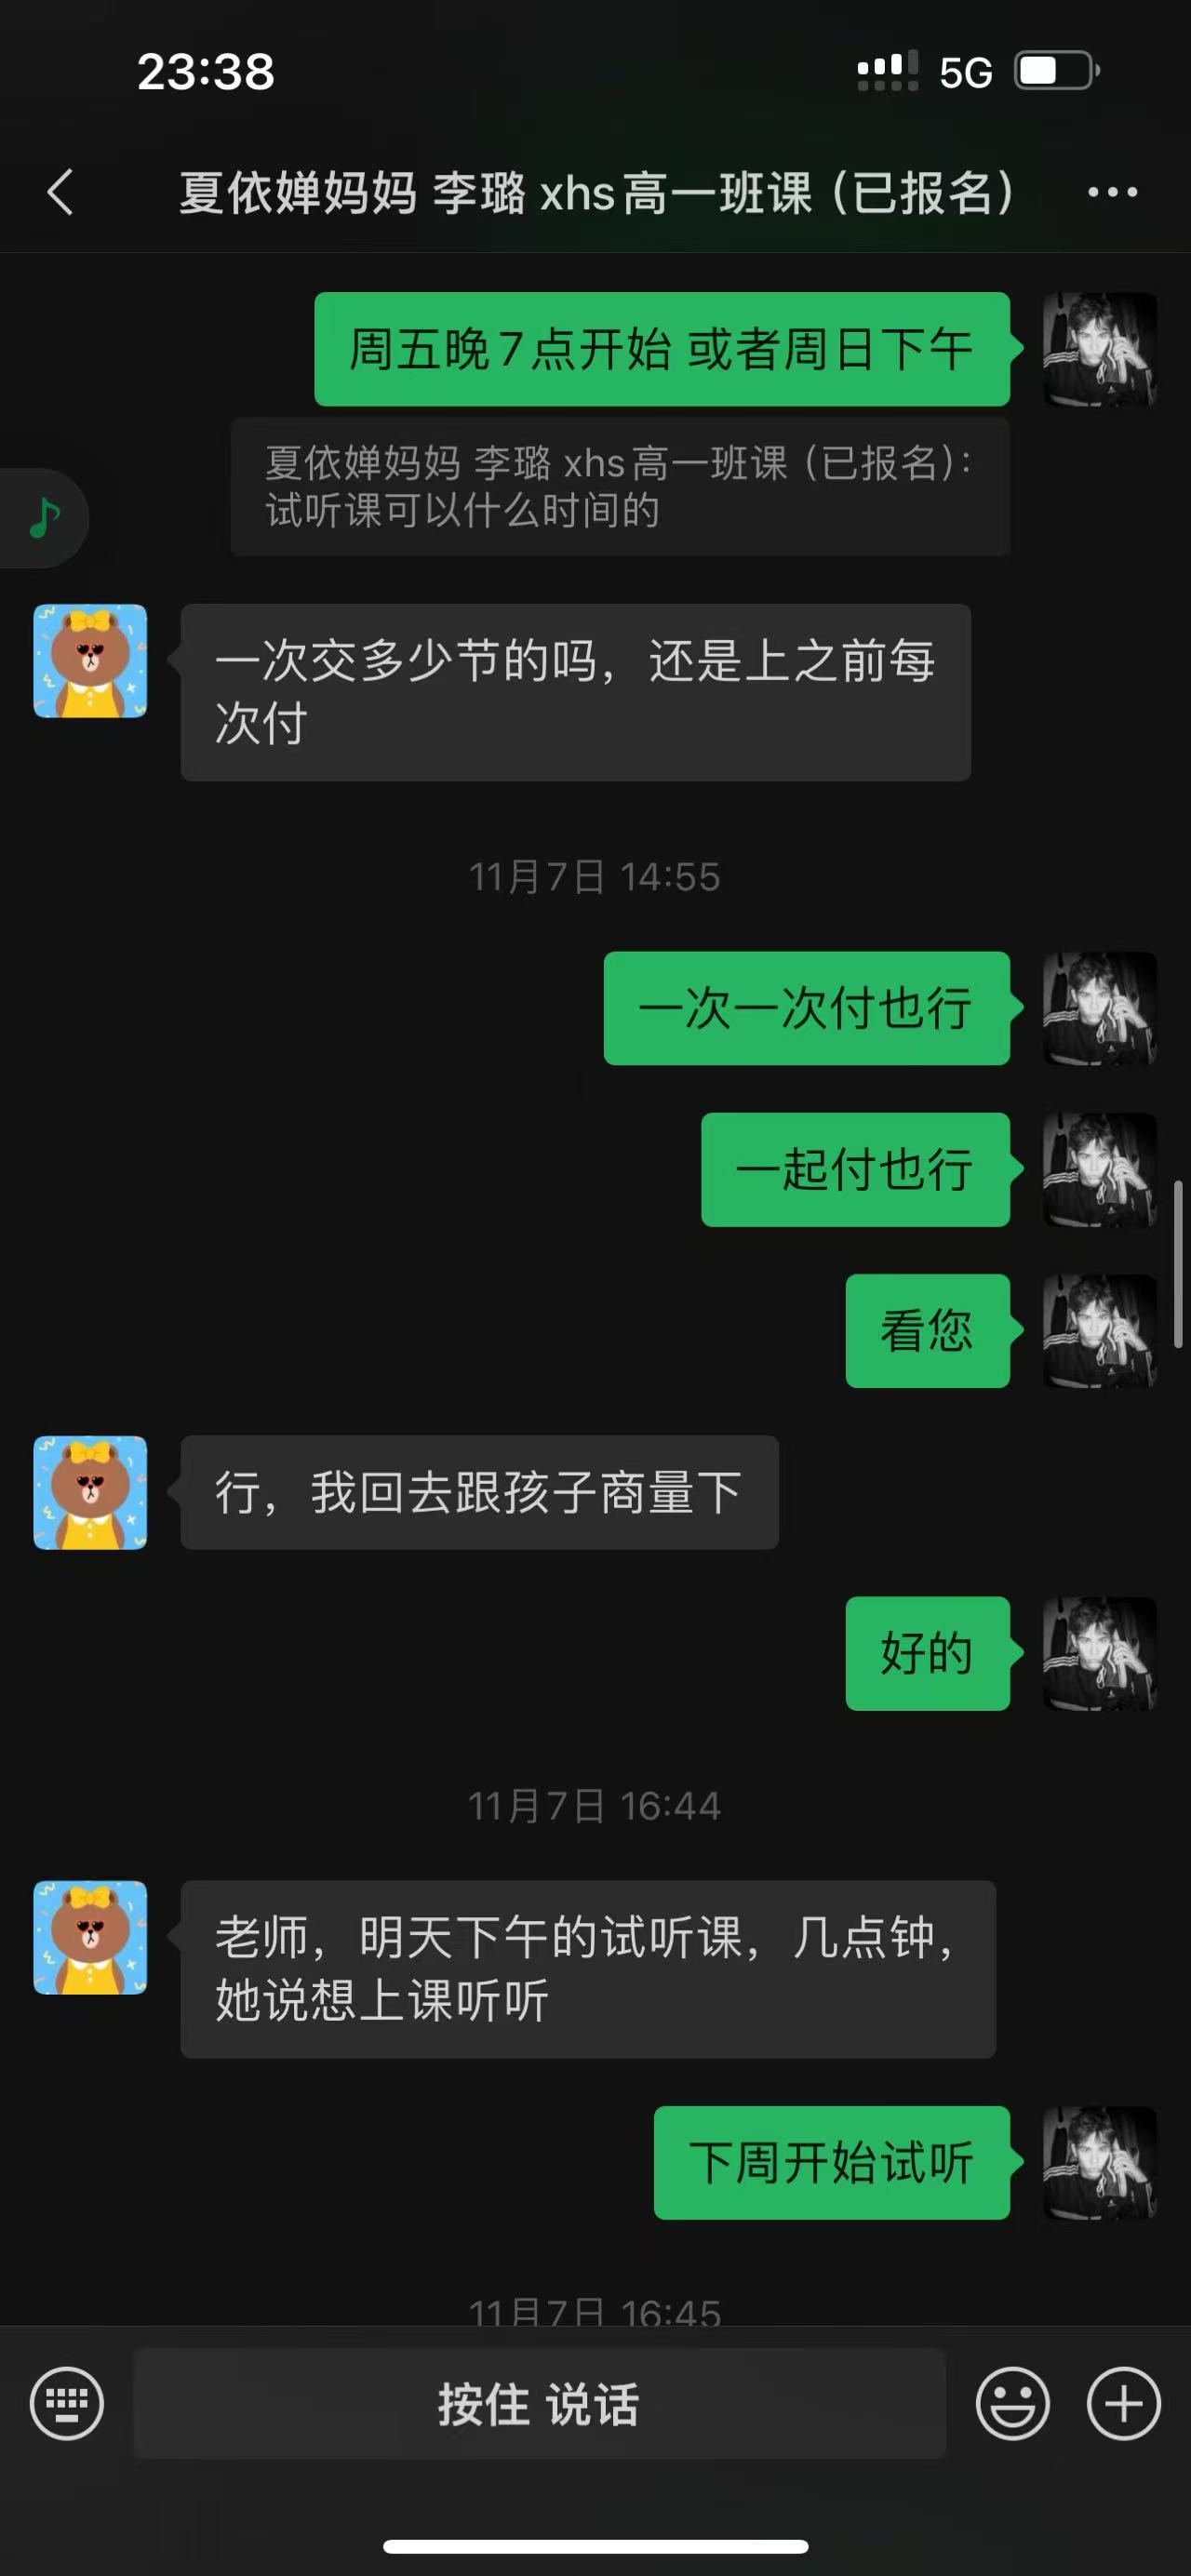 23:38
5G
夏依婵妈妈 李璐 xhs高一班课（已报名）
周五晚7点开始 或者周日下午
夏依婵妈妈 李璐 xhs高一班课（已报名）：
试听课可以什么时间的
一次交多少节的吗，还是上之前每
次付
11月7日 14:55
一次一次付也行
一起付也行
看您
行，我回去跟孩子商量下
好的
11月7日 16:44
老师，明天下午的试听课，几点钟，
她说想上课听听
下周开始试听
11月7日 16:45
按住 说话